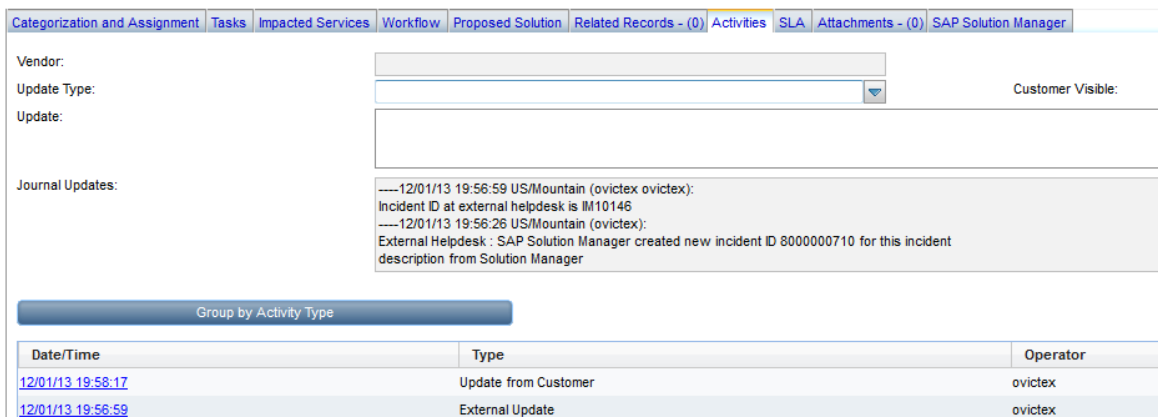 Categorization and Assignment Tasks Impacted Services Workflow Proposed Solution Related Records - (0) Activities SLA Attachments - (0) SAP Solution Manager
Vendor:
Update Type: Customer Visible:
Update:
Journal Updates:
----12/01/13 19:56:59 US/Mountain (ovictex ovictex):
Incident ID at external helpdesk is IM10146
----12/01/13 19:56:26 US/Mountain (ovictex):
External Helpdesk : SAP Solution Manager created new incident ID 8000000710 for this incident
description from Solution Manager
Group by Activity Type
Date/Time Type Operator
12/01/13 19:58:17 Update from Customer ovictex
12/01/13 19:56:59 External Update ovictex